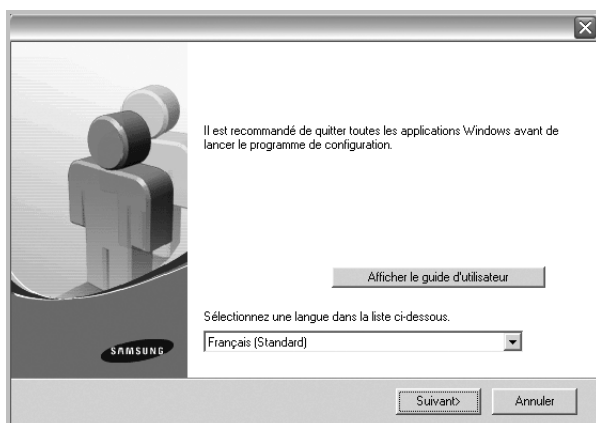 Il est recommandé de quitter toutes les applications Windows avant de
lancer le programme de configuration.
Afficher le guide d'utilisateur
Sélectionnez une langue dans la liste ci-dessous.
Français (Standard)
SAMSUNG
Suivant>
Annuler